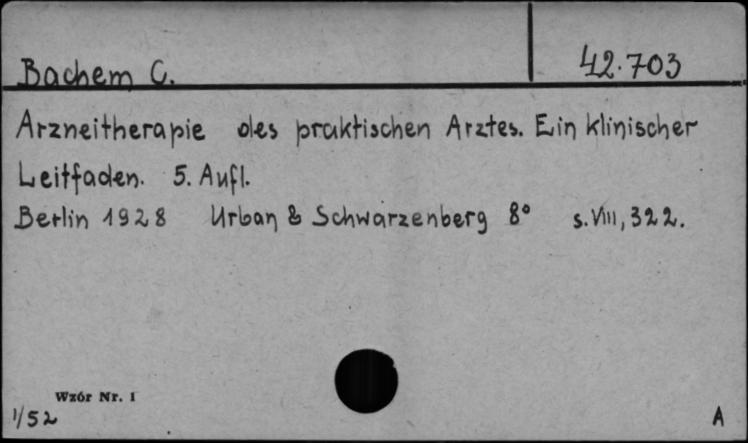 Bachem C. 42.703
Arzneitherapie des praktischen Arztes. Ein klinischer
Leitfaden. 5. Aufl.
Berlin 1928 Urban & Schwarzenberg 8° s. VIII, 322.
Wzór Nr. 1
1/52 A